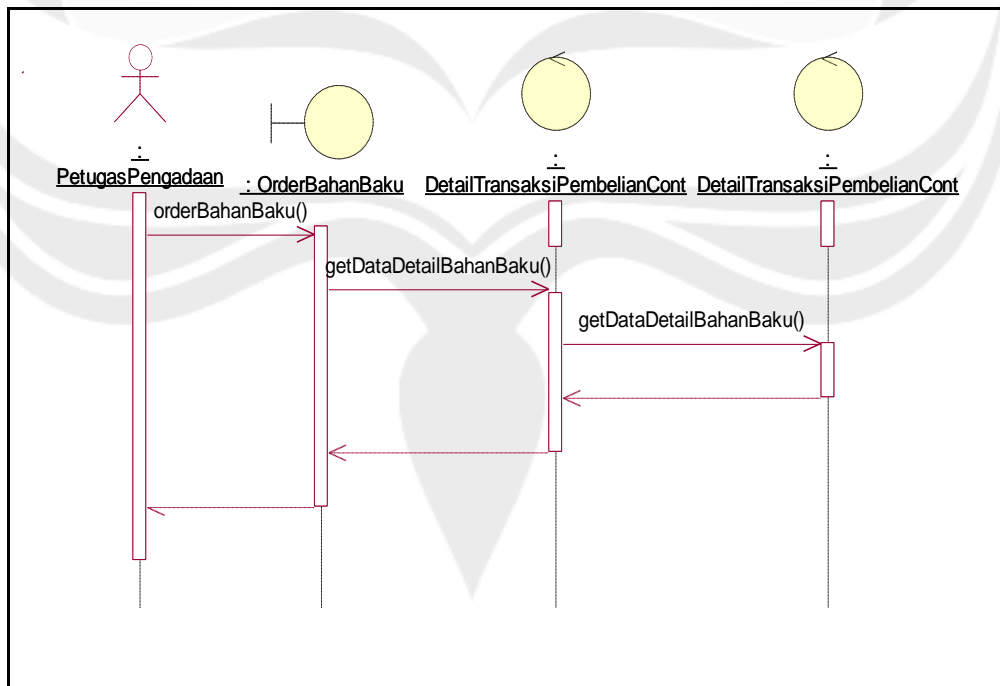 :
PetugasPengadaan
: OrderBahanBaku
:
DetailTransaksiPembelianCont
:
DetailTransaksiPembelianCont
orderBahanBaku()
getDataDetailBahanBaku()
getDataDetailBahanBaku()